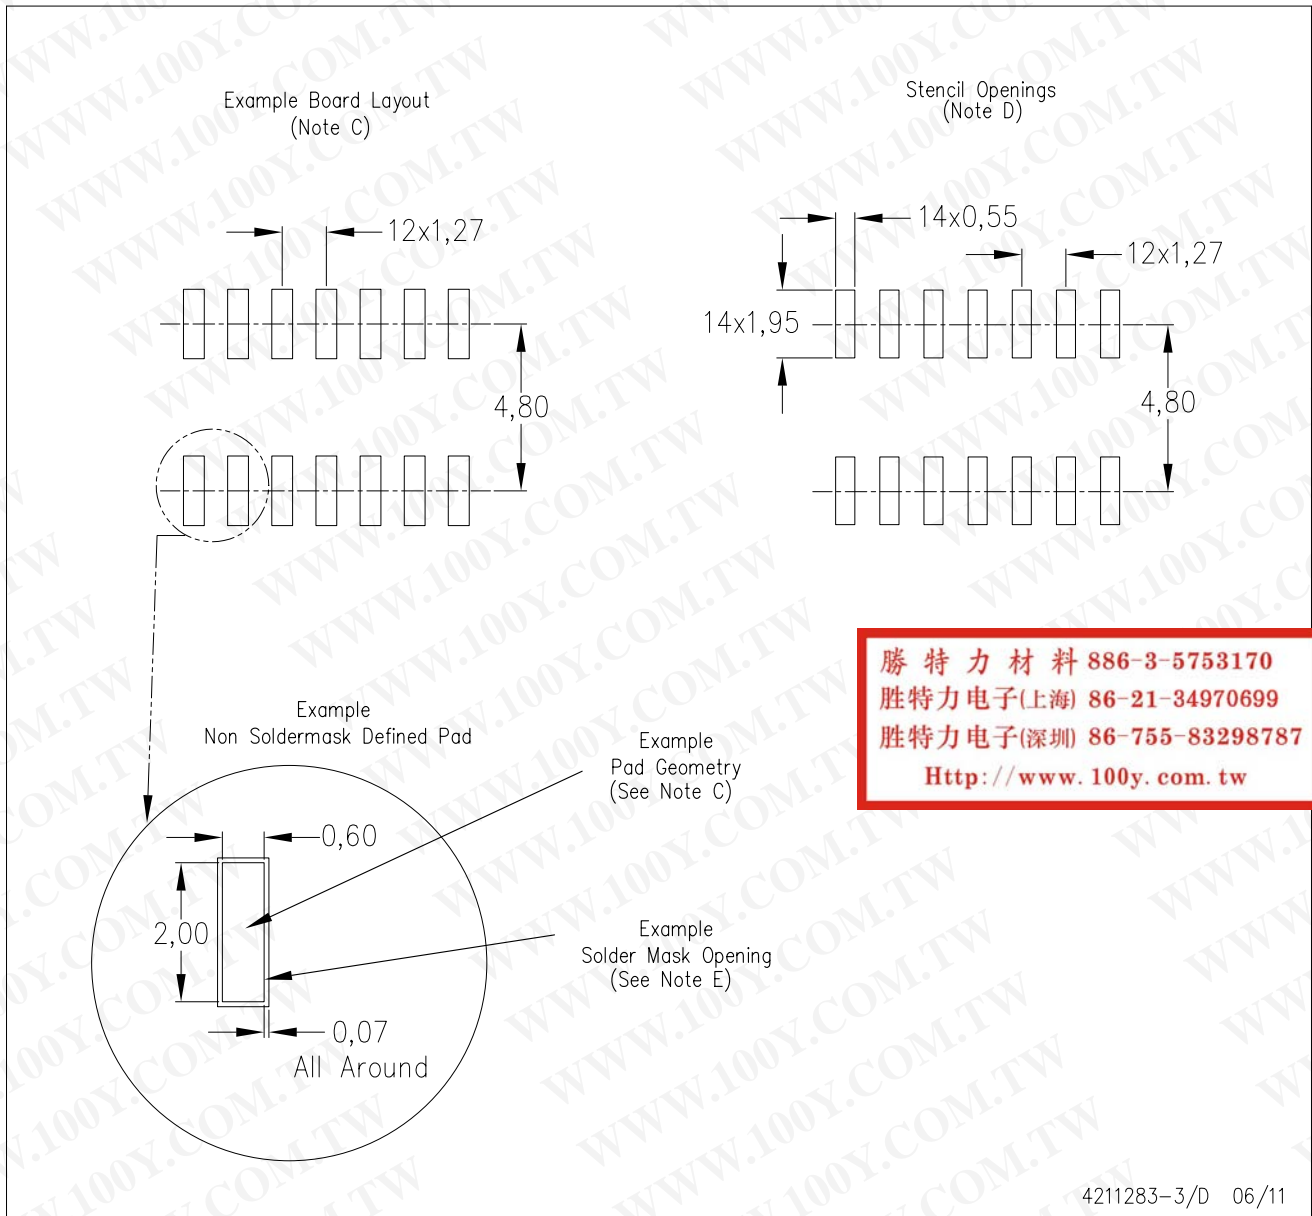 Example Board Layout
(Note C)
12x1,27
4,80
Stencil Openings
(Note D)
14x0,55
12x1,27
14x1,95
4,80
勝特力材料 886-3-5753170
胜特力电子(上海) 86-21-34970699
胜特力电子(深圳) 86-755-83298787
Http://www.100y.com.tw
Example
Non Soldermask Defined Pad
Example
Pad Geometry
(See Note C)
0,60
2,00
Example
Solder Mask Opening
(See Note E)
0,07
All Around
4211283-3/D 06/11
WWW.100Y.COM.TW